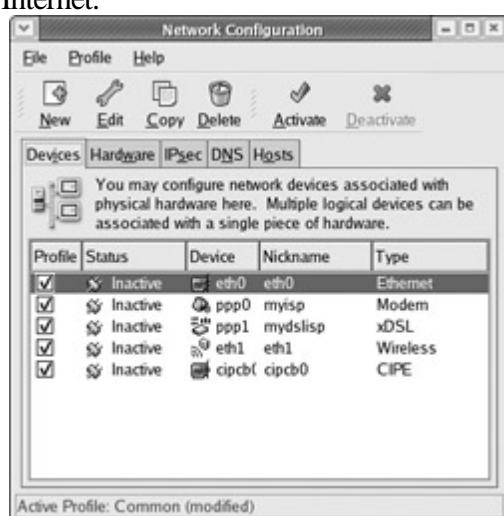 Internet.
Network Configuration
File Profile Help
New Edit Copy Delete Activate Deactivate
Devices Hardware IPsec DNS Hosts
You may configure network devices associated with
physical hardware here. Multiple logical devices can be
associated with a single piece of hardware.
Profile Status Device Nickname Type
Inactive eth0 eth0 Ethernet
Inactive ppp0 myisp Modem
Inactive ppp1 mydslisp xDSL
Inactive eth1 eth1 Wireless
Inactive cipcb( cipcb0 CIPE
Active Profile: Common (modified)